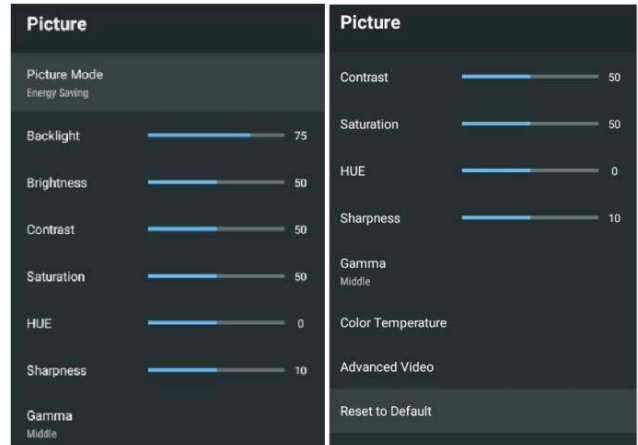 Picture
Picture Mode
Energy Saving
Backlight 75
Brightness 50
Contrast 50
Saturation 50
HUE 0
Sharpness 10
Gamma
Middle
Picture
Contrast 50
Saturation 50
HUE 0
Sharpness 10
Gamma
Middle
Color Temperature
Advanced Video
Reset to Default